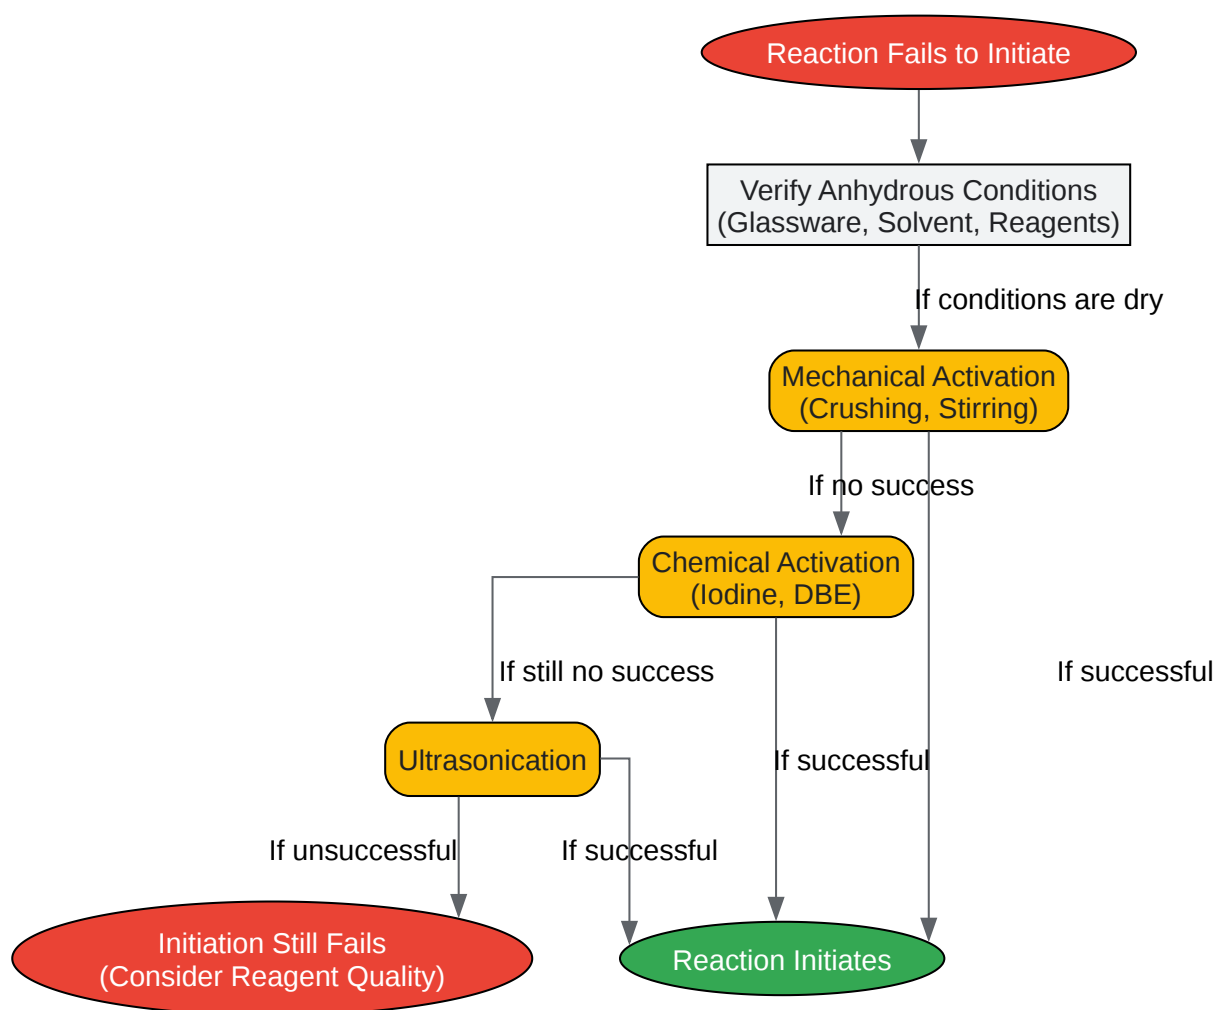 Reaction Fails to Initiate
Verify Anhydrous Conditions
(Glassware, Solvent, Reagents)
If conditions are dry
Mechanical Activation
(Crushing, Stirring)
If no success
Chemical Activation
(Iodine, DBE)
If still no success
If successful
Ultrasonication
If successful
If unsuccessful
If successful
Initiation Still Fails
(Consider Reagent Quality)
Reaction Initiates